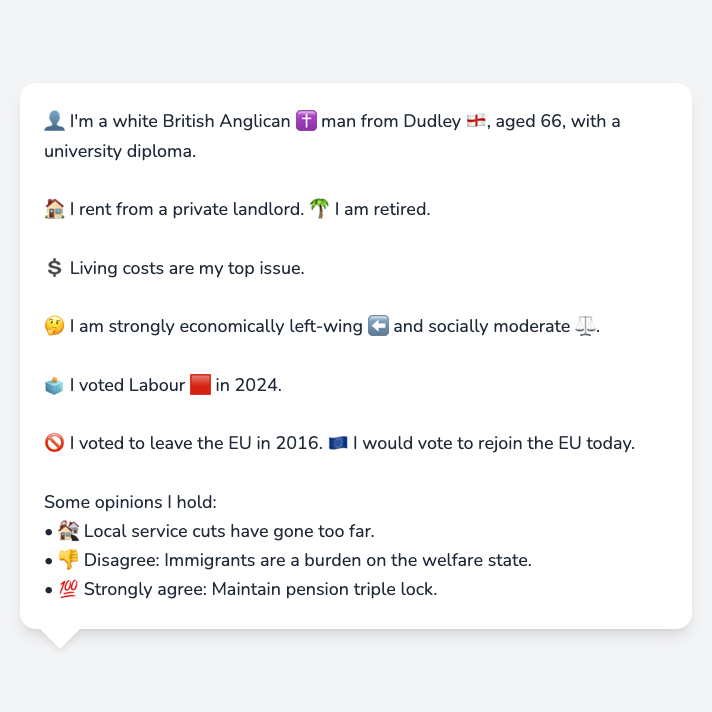 👤 I'm a white British Anglican ✝️ man from Dudley 🏴󠁧󠁢󠁥󠁮󠁧󠁿, aged 66, with a
university diploma.
🏠 I rent from a private landlord. 🌴 I am retired.
💲 Living costs are my top issue.
🤔 I am strongly economically left-wing ⬅️ and socially moderate ⚖️.
🗳️ I voted Labour 🟥 in 2024.
🚫 I voted to leave the EU in 2016. 🇪🇺 I would vote to rejoin the EU today.
Some opinions I hold:
• 🏚️ Local service cuts have gone too far.
• 👎 Disagree: Immigrants are a burden on the welfare state.
• 💯 Strongly agree: Maintain pension triple lock.